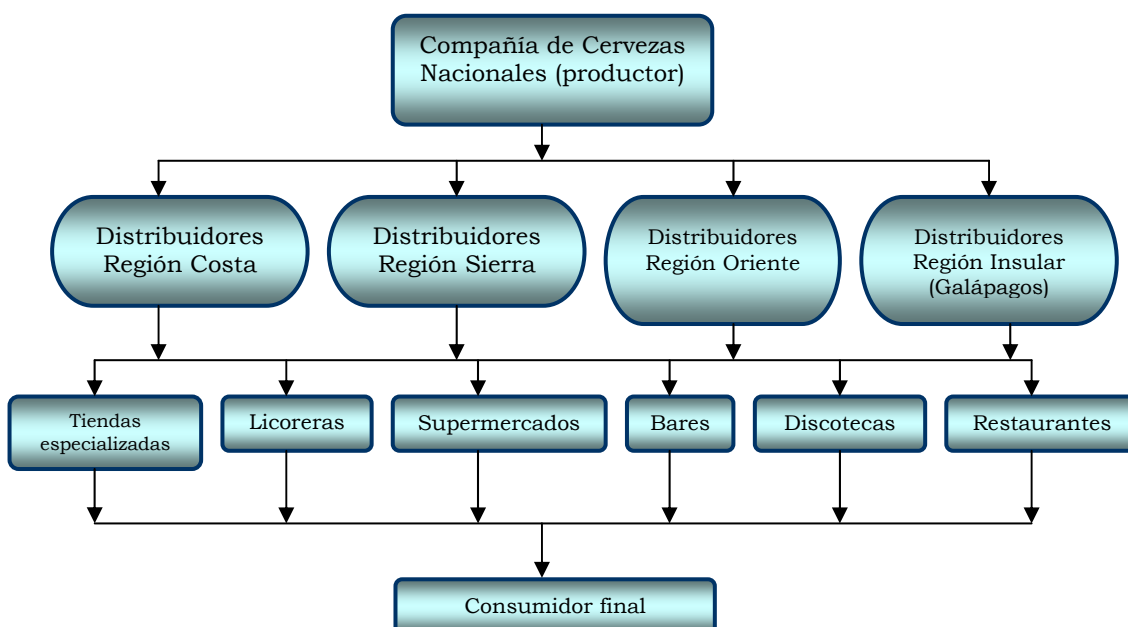 Compañía de Cervezas
Nacionales (productor)
Distribuidores
Región Costa
Distribuidores
Región Sierra
Distribuidores
Región Oriente
Distribuidores
Región Insular
(Galápagos)
Tiendas
especializadas
Licoreras
Supermercados
Bares
Discotecas
Restaurantes
Consumidor final